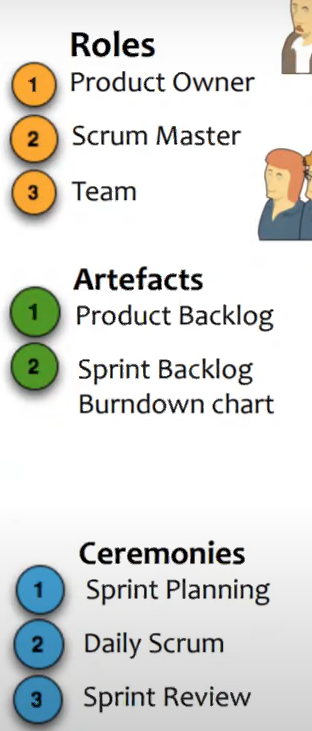 Roles
1 Product Owner
2 Scrum Master
3 Team
Artefacts
1 Product Backlog
2 Sprint Backlog
Burndown chart
Ceremonies
1 Sprint Planning
2 Daily Scrum
3 Sprint Review